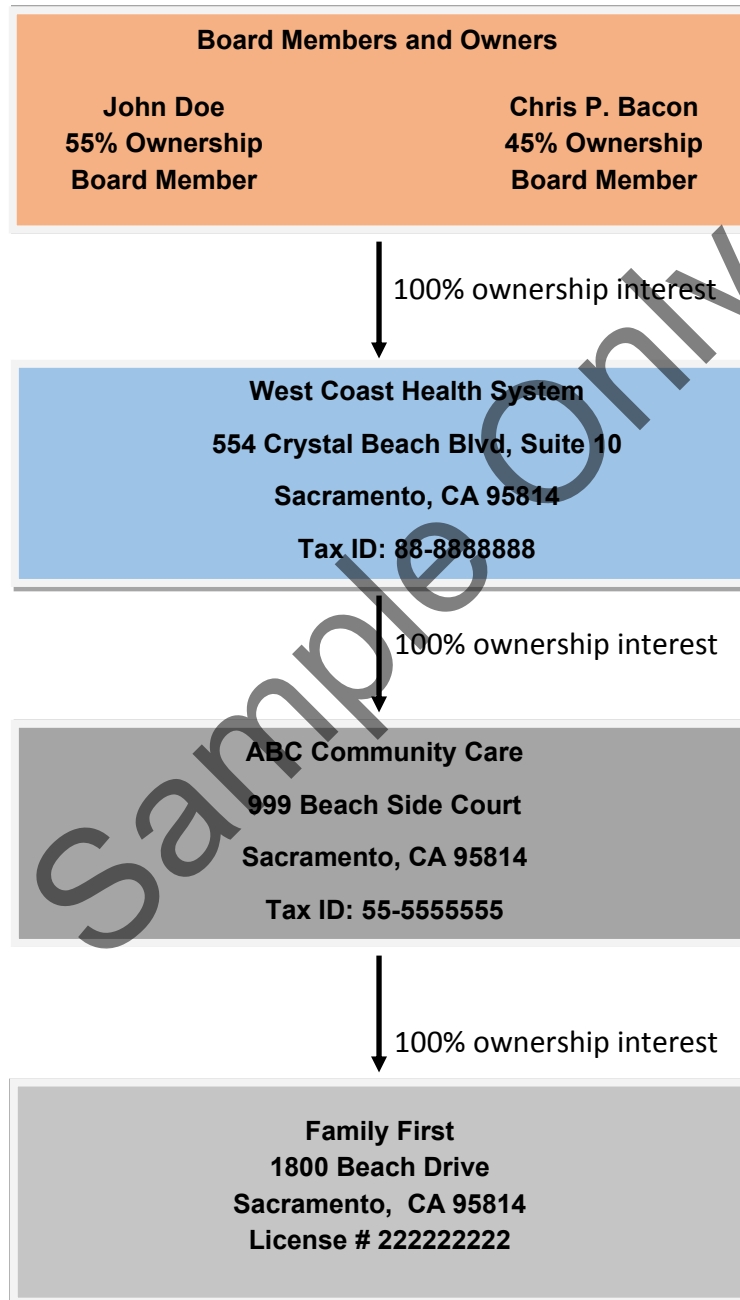 Board Members and Owners
John Doe
55% Ownership
Board Member
Chris P. Bacon
45% Ownership
Board Member
100% ownership interest
West Coast Health System
554 Crystal Beach Blvd, Suite 10
Sacramento, CA 95814
Tax ID: 88-8888888
100% ownership interest
ABC Community Care
999 Beach Side Court
Sacramento, CA 95814
Tax ID: 55-5555555
100% ownership interest
Family First
1800 Beach Drive
Sacramento, CA 95814
License # 222222222
Sample Only